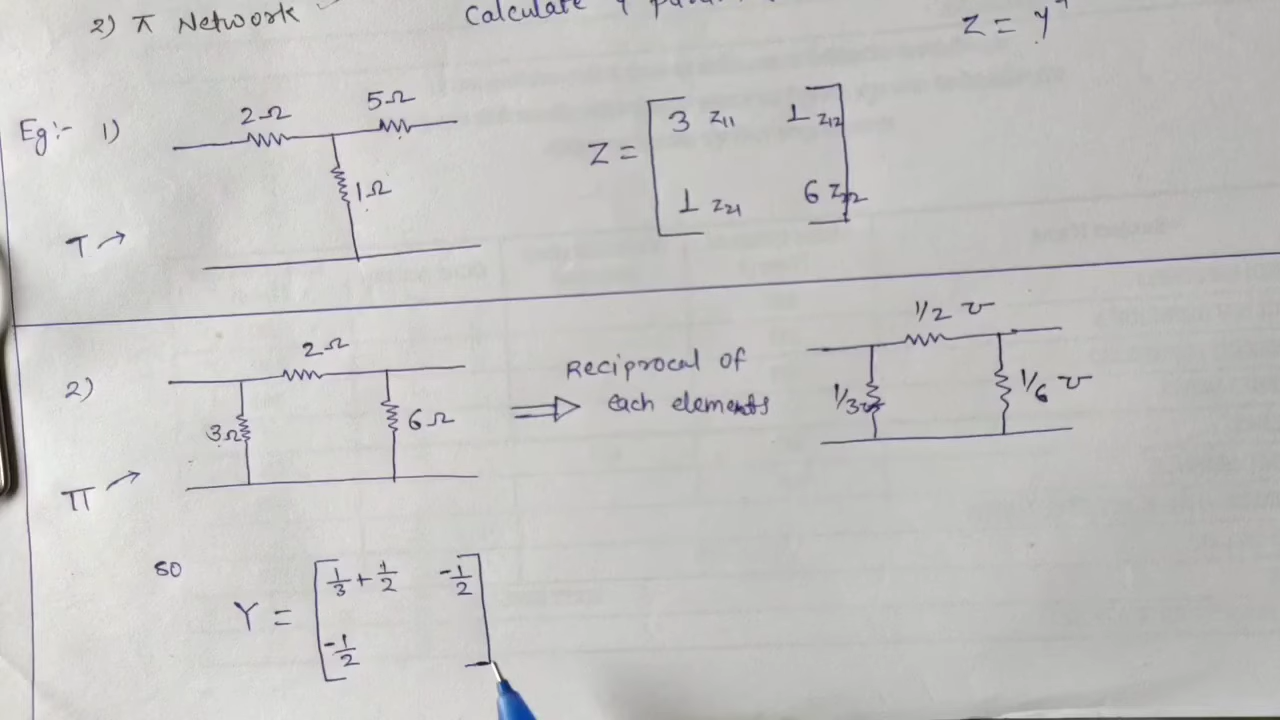 2) π Network
Calculate Y
Z = Y
Eg:- 1)
2Ω
5Ω
1Ω
T →
Z = [ 3 Z11 1 Z12
1 Z21 6 Z22 ]
2)
2Ω
3Ω
6Ω
π →
Reciprocal of
each elements
1/2 ℧
1/3 ℧
1/6 ℧
so
Y = [ 1/3 + 1/2 -1/2
-1/2 ]